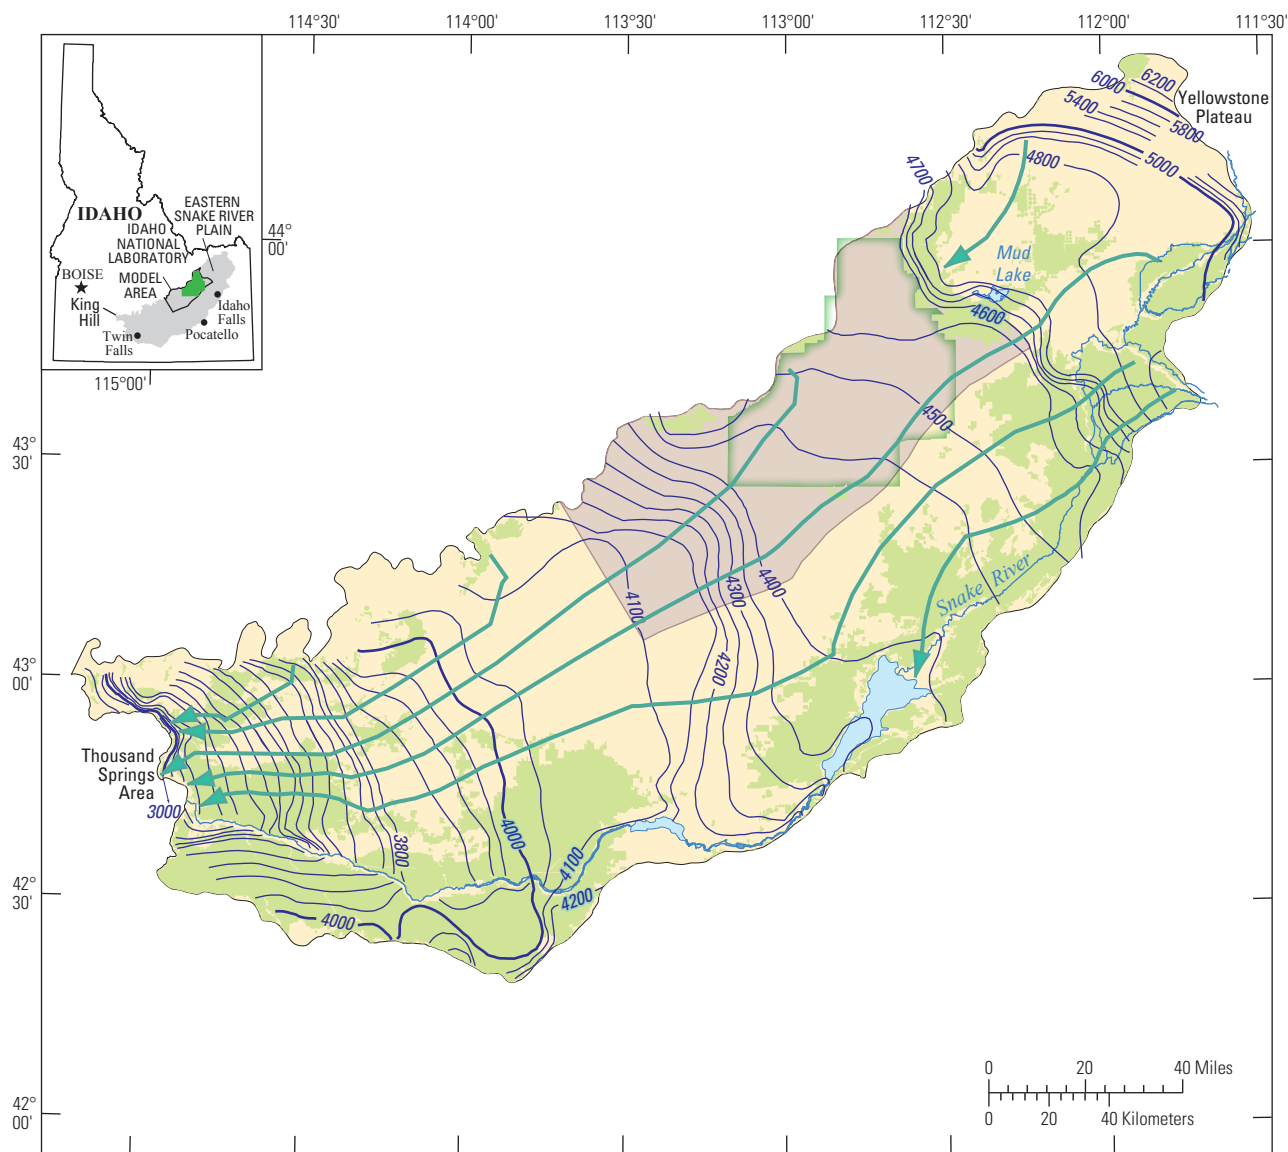 114°30'
114°00'
113°30'
113°00'
112°30'
112°00'
111°30'
IDAHO
EASTERN
SNAKE RIVER
PLAIN
IDAHO
NATIONAL
LABORATORY
MODEL
AREA
BOISE
King
Hill
Twin
Falls
Pocatello
Idaho
Falls
44°
00'
115°00'
43°
30'
43°
00'
42°
30'
42°
00'
6000
6200
5400
5800
5000
Yellowstone
Plateau
4700
4800
Mud
Lake
4600
4500
4400
4300
4200
4100
Snake River
Thousand
Springs
Area
3000
3800
4000
4100
4200
4000
0 20 40 Miles
0 20 40 Kilometers